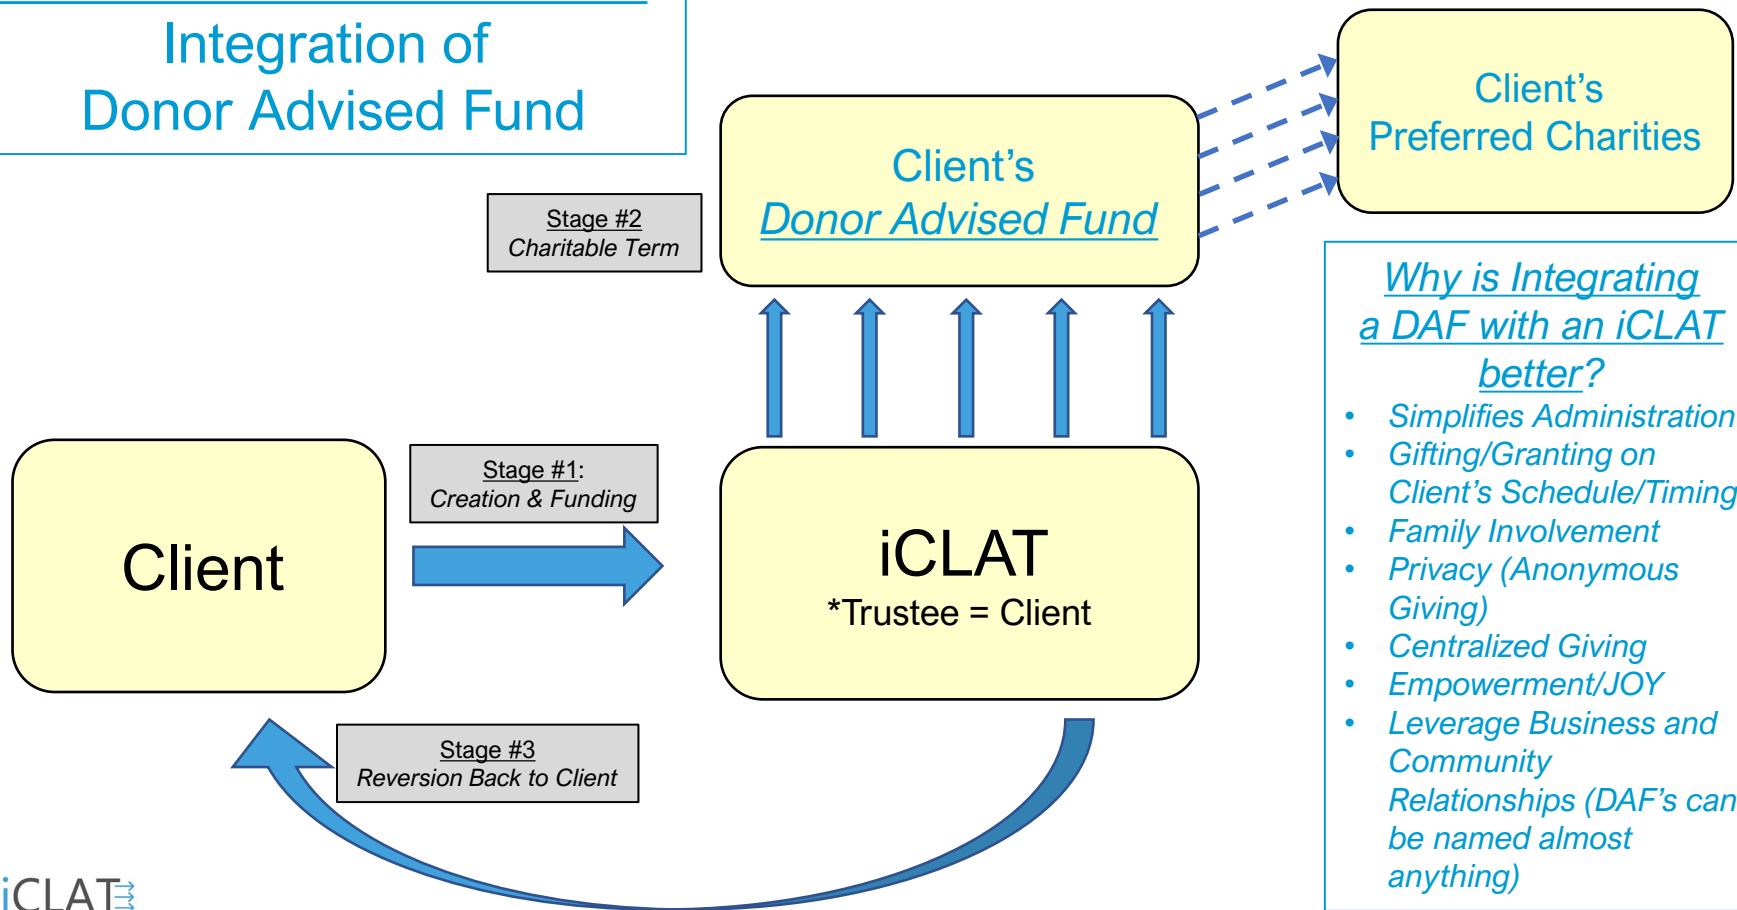 Integration of
Donor Advised Fund
Client's
Preferred Charities
Client's
Donor Advised Fund
Stage #2
Charitable Term
Why is Integrating
a DAF with an iCLAT
better?
• Simplifies Administration
• Gifting/Granting on
Client's Schedule/Timing
• Family Involvement
• Privacy (Anonymous
Giving)
• Centralized Giving
• Empowerment/JOY
• Leverage Business and
Community
Relationships (DAF's can
be named almost
anything)
Stage #1:
Creation & Funding
Client
iCLAT
*Trustee = Client
Stage #3
Reversion Back to Client
iCLAT